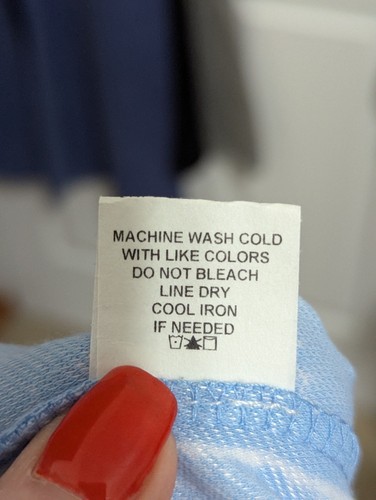 MACHINE WASH COLD
WITH LIKE COLORS
DO NOT BLEACH
LINE DRY
COOL IRON
IF NEEDED